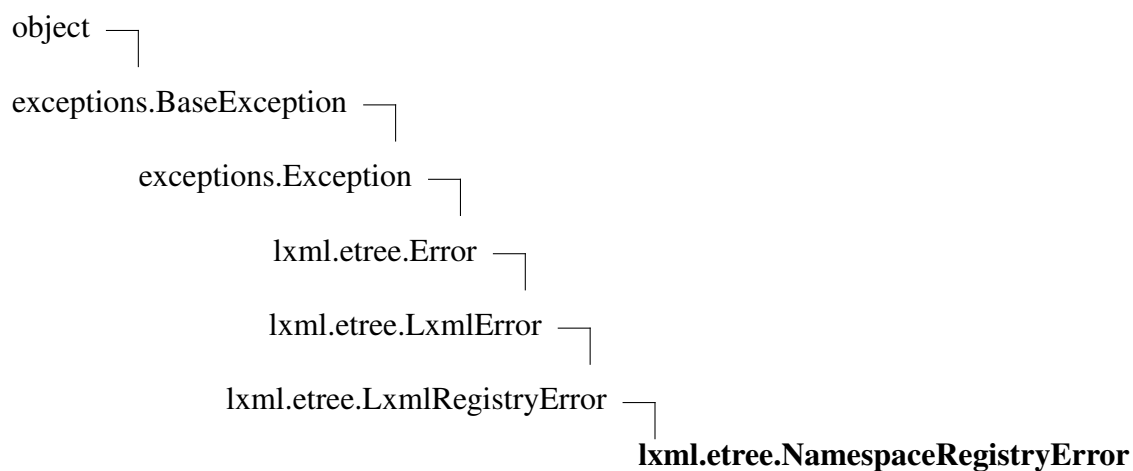 object
exceptions.BaseException
exceptions.Exception
lxml.etree.Error
lxml.etree.LxmlError
lxml.etree.LxmlRegistryError
lxml.etree.NamespaceRegistryError